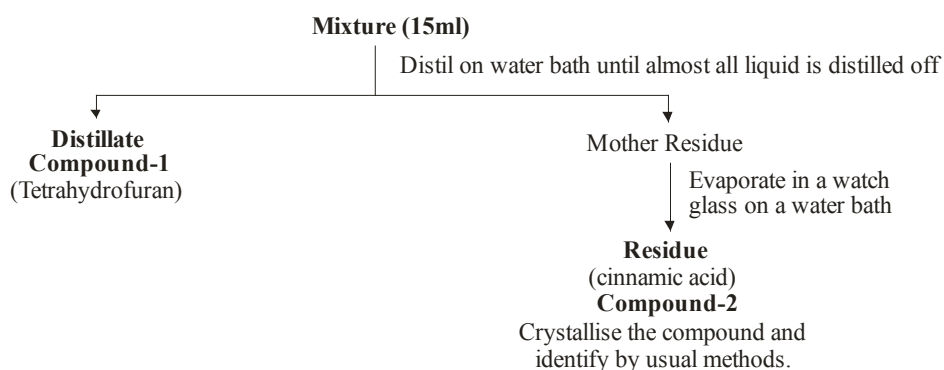 Mixture (15ml)
Distil on water bath until almost all liquid is distilled off
Distillate
Compound-1
(Tetrahydrofuran)
Mother Residue
Evaporate in a watch
glass on a water bath
Residue
(cinnamic acid)
Compound-2
Crystallise the compound and
identify by usual methods.